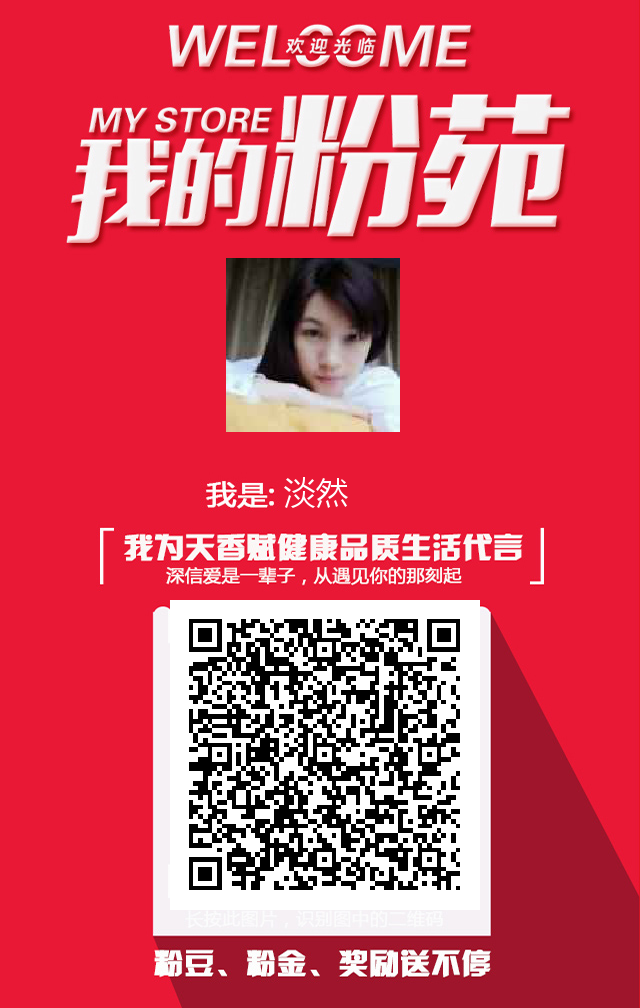 WELCOME
欢迎光临
MY STORE
我的粉苑
我是: 淡然
我为天香赋健康品质生活代言
深信爱是一辈子，从遇见你的那刻起
长按此图片，识别图中的二维码
粉豆、粉金、奖励送不停